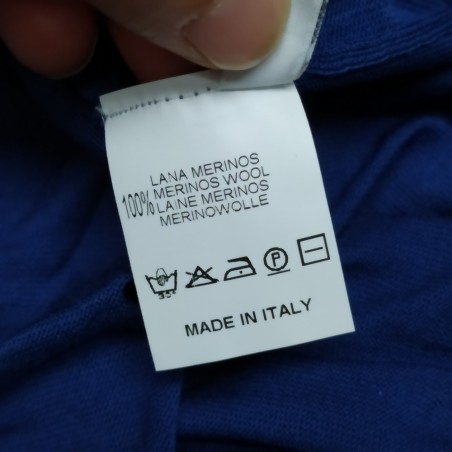 LANA MERINOS
MERINOS WOOL
100% LAINE MERINOS
MERINOWOLLE
P
MADE IN ITALY